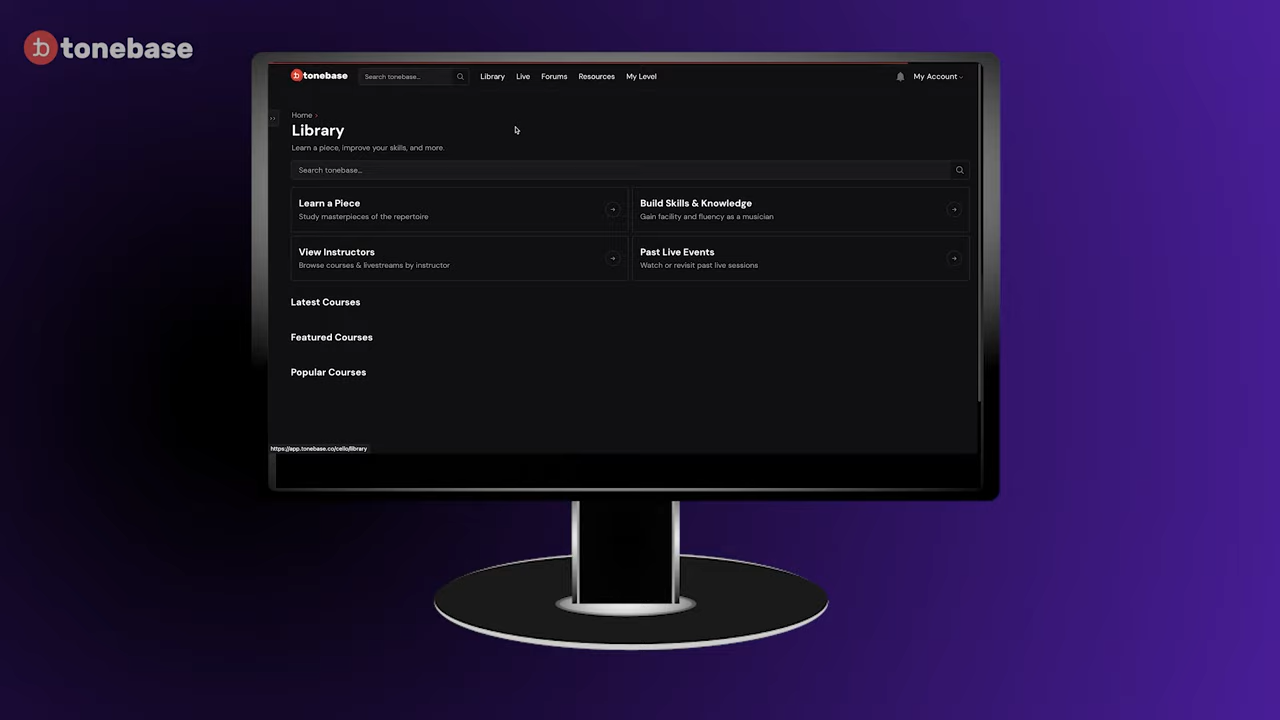 tonebase
tonebase Search tonebase... Library Live Forums Resources My Level My Account
Home ›
Library
Learn a piece, improve your skills, and more.
Search tonebase...
Learn a Piece
Study masterpieces of the repertoire
Build Skills & Knowledge
Gain facility and fluency as a musician
View Instructors
Browse courses & livestreams by instructor
Past Live Events
Watch or revisit past live sessions
Latest Courses
Featured Courses
Popular Courses
https://app.tonebase.co/cello/library